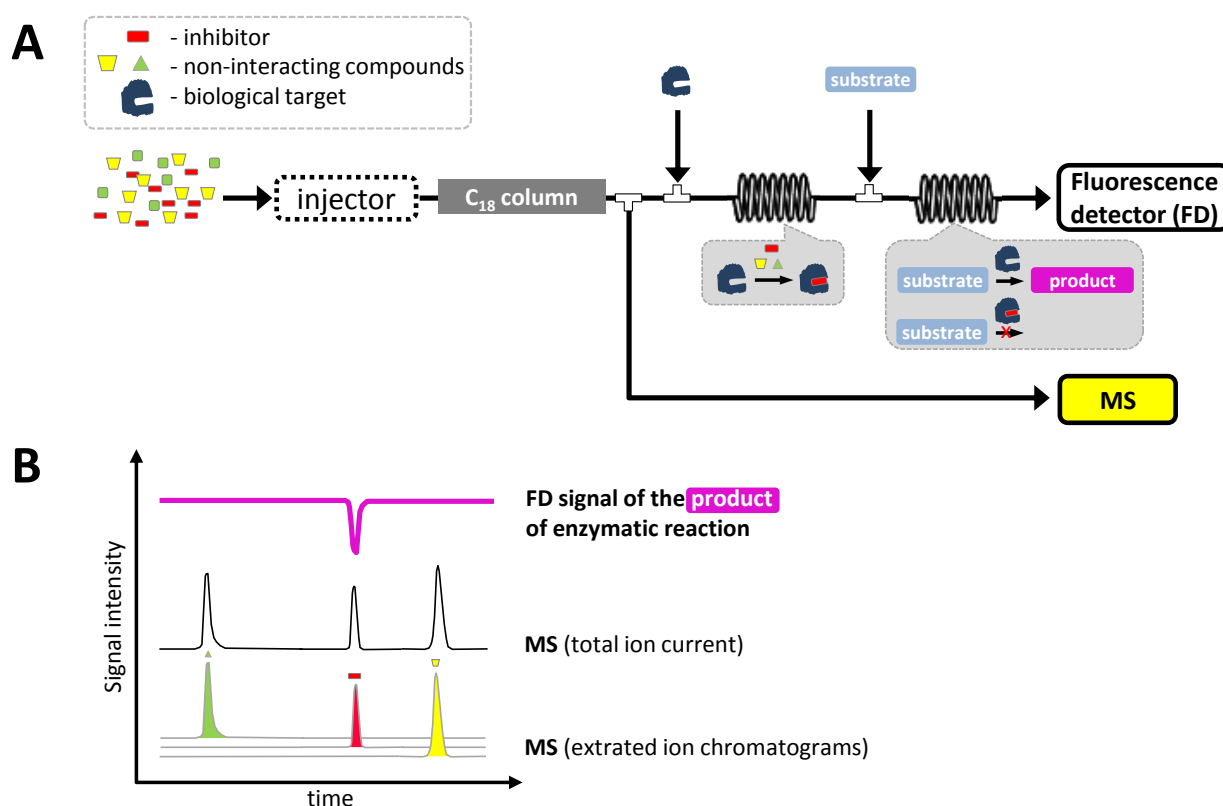 A
- inhibitor
- non-interacting compounds
- biological target
substrate
injector
C18 column
Fluorescence
detector (FD)
substrate
product
substrate
X
MS
B
Signal intensity
FD signal of the product
of enzymatic reaction
MS (total ion current)
MS (extrated ion chromatograms)
time